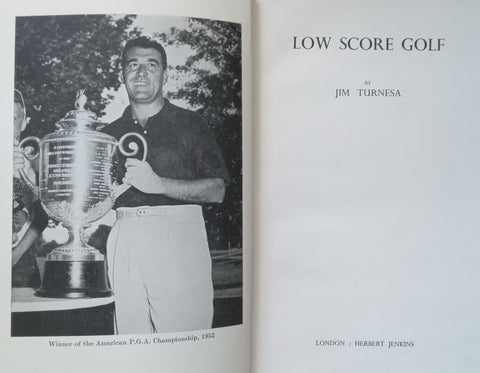 Winner of the American P.G.A. Championship, 1952
LOW SCORE GOLF
BY
JIM TURNESA
LONDON : HERBERT JENKINS